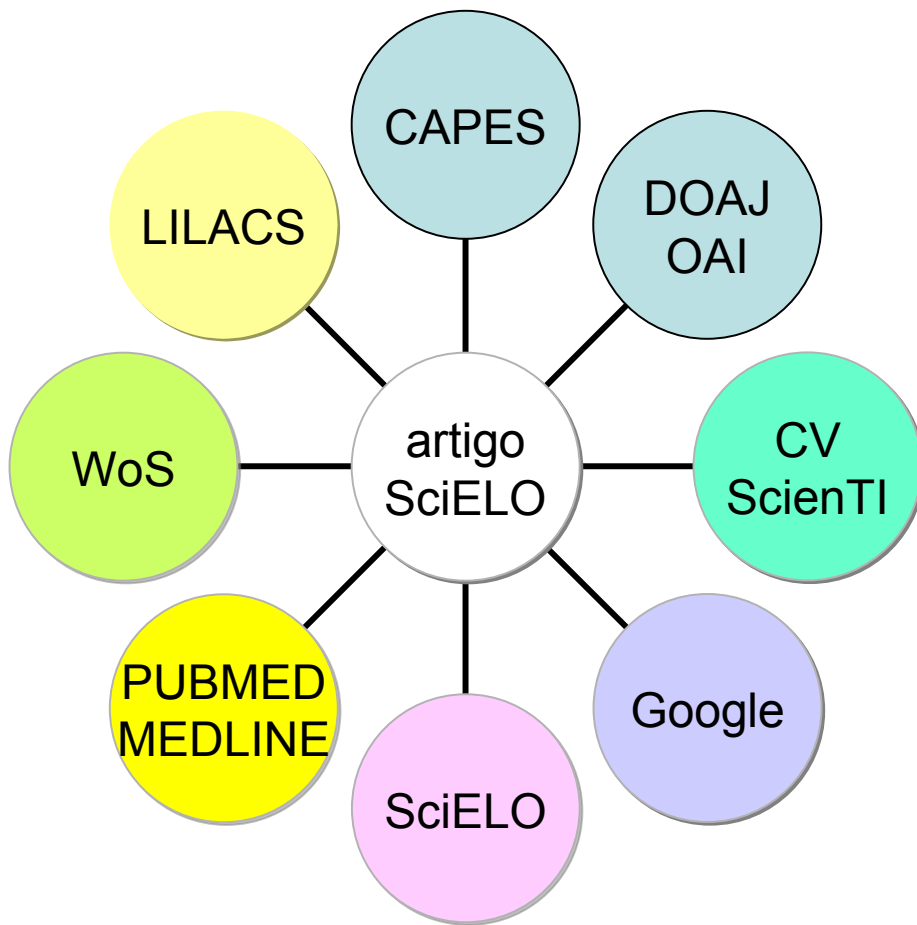 CAPES
DOAJ
OAI
LILACS
artigo
SciELO
CV
ScienTI
WoS
PUBMED
MEDLINE
Google
SciELO